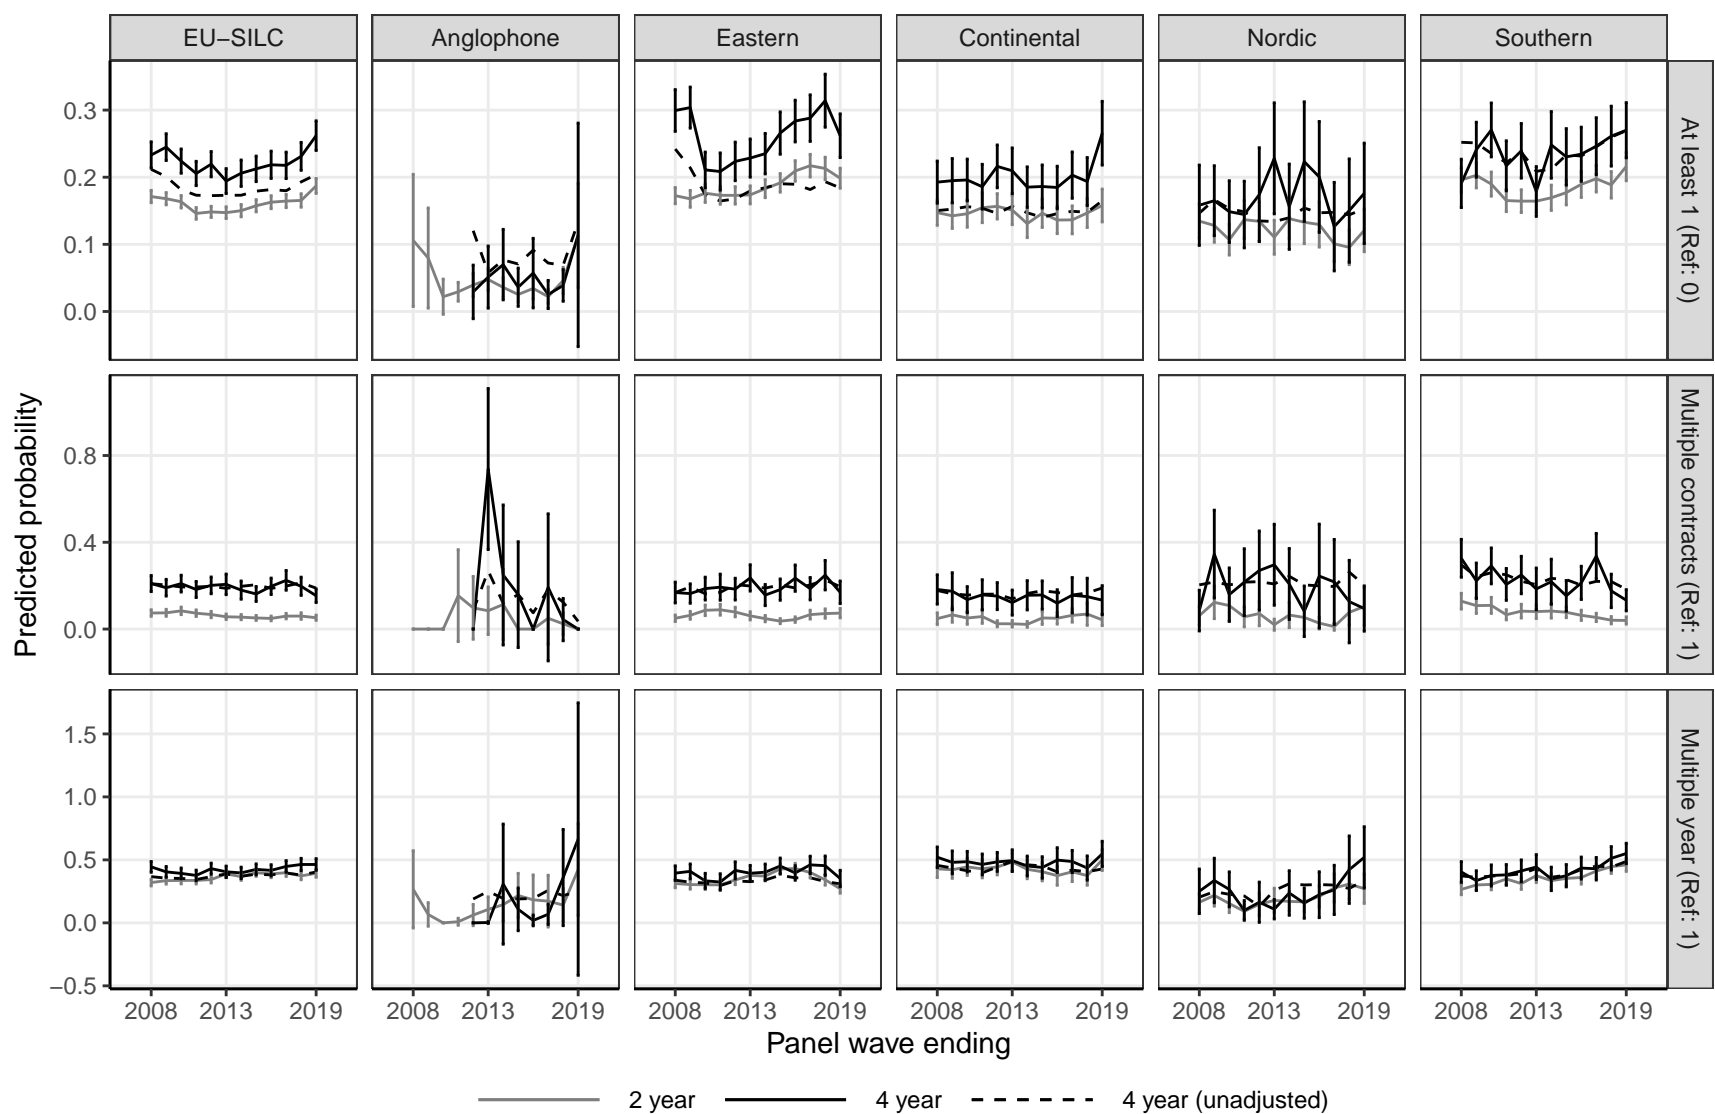 EU−SILC Anglophone Eastern Continental Nordic Southern
0.3
0.2
0.1
0.0
At least 1 (Ref: 0)
0.8
0.4
0.0
Multiple contracts (Ref: 1)
1.5
1.0
0.5
0.0
−0.5
Multiple year (Ref: 1)
Predicted probability
2008 2013 2019 2008 2013 2019 2008 2013 2019 2008 2013 2019 2008 2013 2019 2008 2013 2019
Panel wave ending
2 year 4 year 4 year (unadjusted)